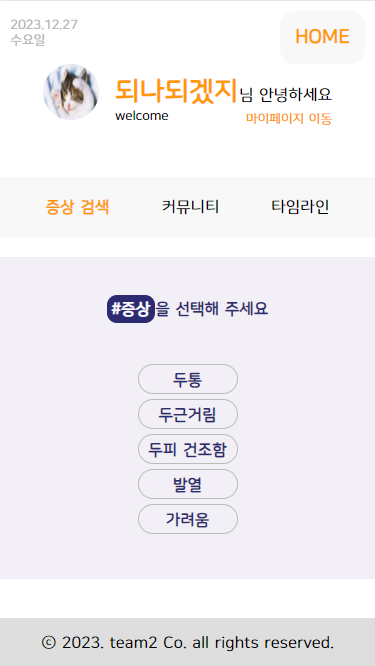 2023.12.27
수요일
HOME
되나되겠지님 안녕하세요
welcome
마이페이지 이동
증상 검색 커뮤니티 타임라인
#증상을 선택해 주세요
두통
두근거림
두피 건조함
발열
가려움
ⓒ 2023. team2 Co. all rights reserved.